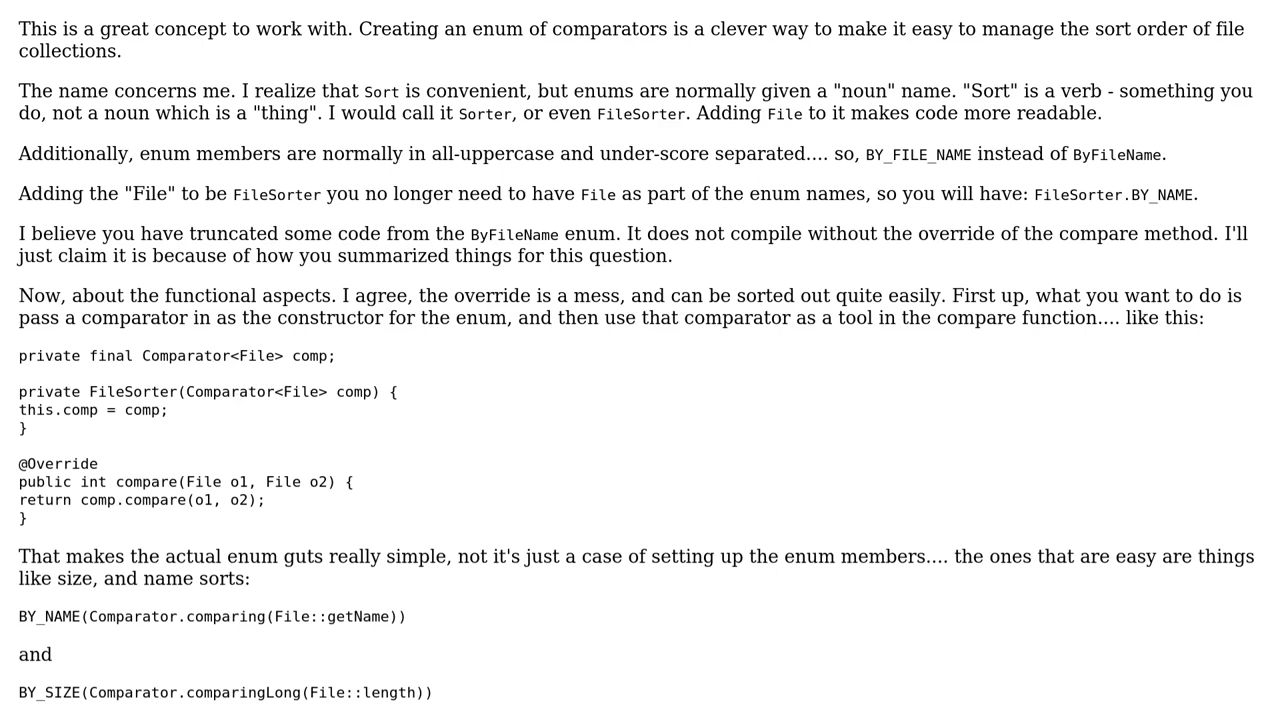 This is a great concept to work with. Creating an enum of comparators is a clever way to make it easy to manage the sort order of file
collections.
The name concerns me. I realize that Sort is convenient, but enums are normally given a "noun" name. "Sort" is a verb - something you
do, not a noun which is a "thing". I would call it Sorter, or even FileSorter. Adding File to it makes code more readable.
Additionally, enum members are normally in all-uppercase and under-score separated.... so, BY_FILE_NAME instead of ByFileName.
Adding the "File" to be FileSorter you no longer need to have File as part of the enum names, so you will have: FileSorter.BY_NAME.
I believe you have truncated some code from the ByFileName enum. It does not compile without the override of the compare method. I'll
just claim it is because of how you summarized things for this question.
Now, about the functional aspects. I agree, the override is a mess, and can be sorted out quite easily. First up, what you want to do is
pass a comparator in as the constructor for the enum, and then use that comparator as a tool in the compare function.... like this:
private final Comparator<File> comp;
private FileSorter(Comparator<File> comp) {
this.comp = comp;
}
@Override
public int compare(File o1, File o2) {
return comp.compare(o1, o2);
}
That makes the actual enum guts really simple, not it's just a case of setting up the enum members.... the ones that are easy are things
like size, and name sorts:
BY_NAME(Comparator.comparing(File::getName))
and
BY_SIZE(Comparator.comparingLong(File::length))